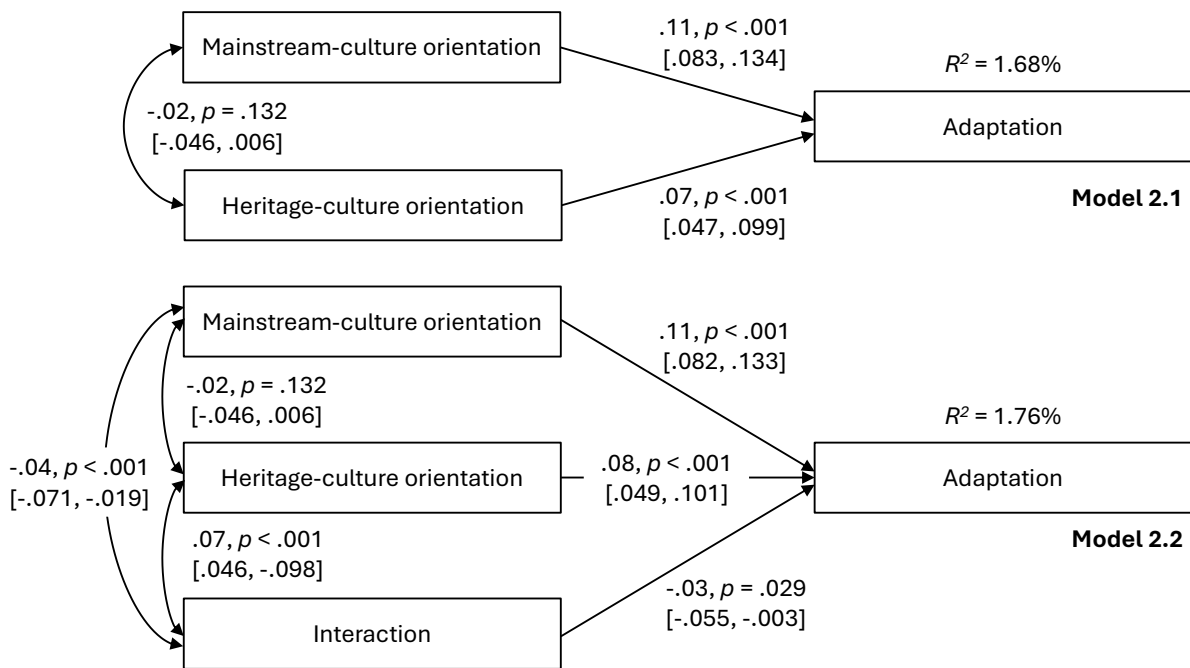 Mainstream-culture orientation
.11, p < .001
[.083, .134]
R² = 1.68%
-.02, p = .132
[-.046, .006]
Adaptation
Heritage-culture orientation
.07, p < .001
[.047, .099]
Model 2.1
Mainstream-culture orientation
.11, p < .001
[.082, .133]
-.02, p = .132
[-.046, .006]
R² = 1.76%
-.04, p < .001
[-.071, -.019]
Heritage-culture orientation
.08, p < .001
[.049, .101]
Adaptation
.07, p < .001
[.046, -.098]
Model 2.2
-.03, p = .029
[-.055, -.003]
Interaction